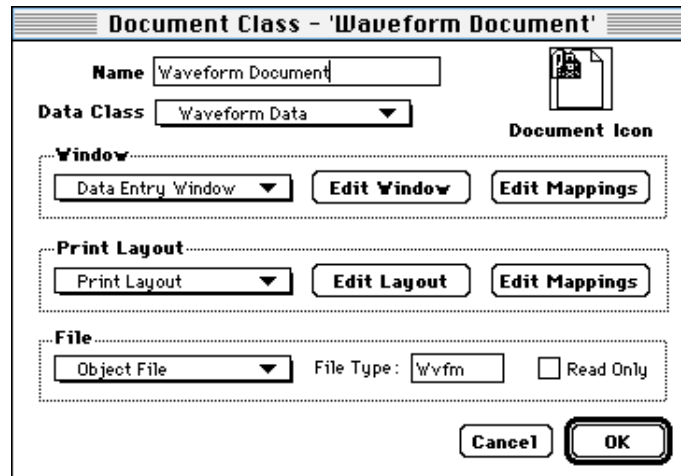 Document Class - 'Waveform Document'
Name Waveform Document
Data Class Waveform Data
Document Icon
Window
Data Entry Window Edit Window Edit Mappings
Print Layout
Print Layout Edit Layout Edit Mappings
File
Object File File Type: Wvfm Read Only
Cancel OK